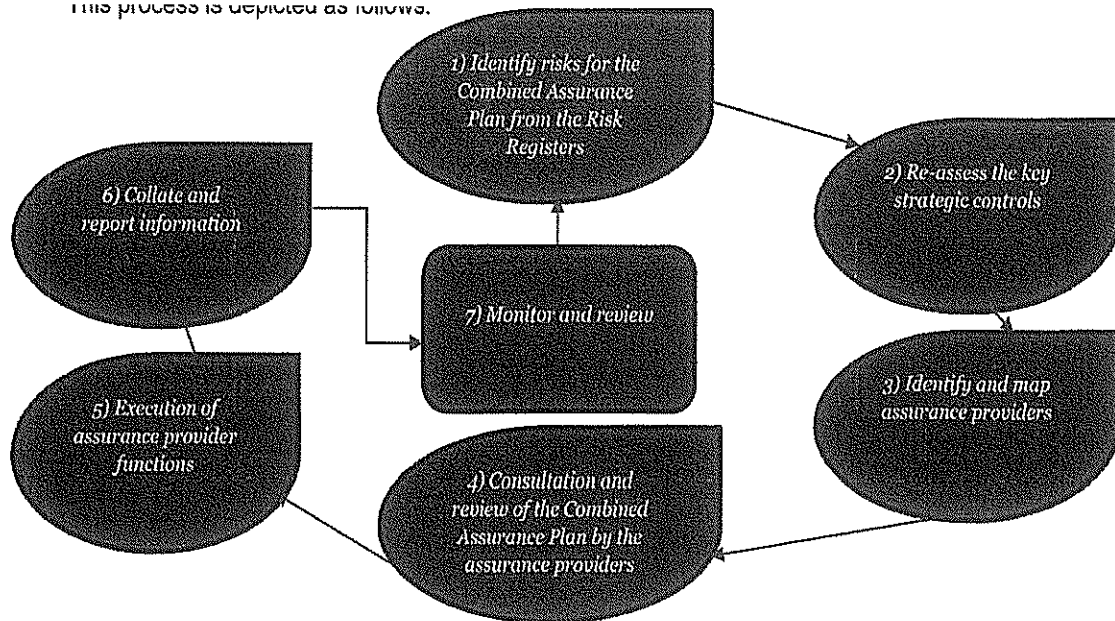 This process is depicted as follows:
1) Identify risks for the
Combined Assurance
Plan from the Risk
Registers
2) Re-assess the key
strategic controls
3) Identify and map
assurance providers
4) Consultation and
review of the Combined
Assurance Plan by the
assurance providers
5) Execution of
assurance provider
functions
6) Collate and
report information
7) Monitor and review